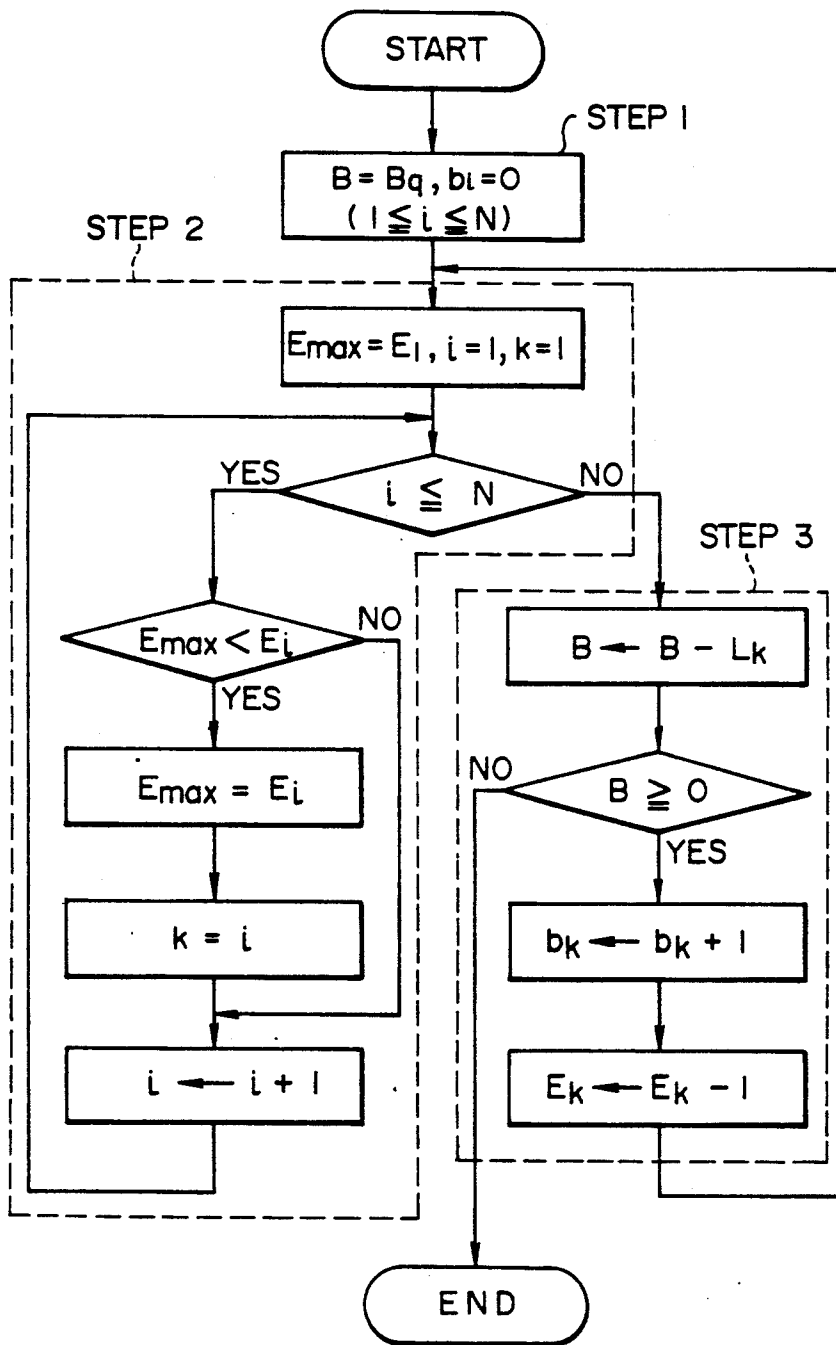 START
STEP 1
B = Bq, bi = 0
(1 ≦ i ≦ N)
STEP 2
Emax = E1, i = 1, k = 1
i ≦ N
YES
NO
STEP 3
Emax < Ei
NO
YES
B ← B - Lk
Emax = Ei
B ≧ 0
NO
YES
k = i
bk ← bk + 1
i ← i + 1
Ek ← Ek - 1
END